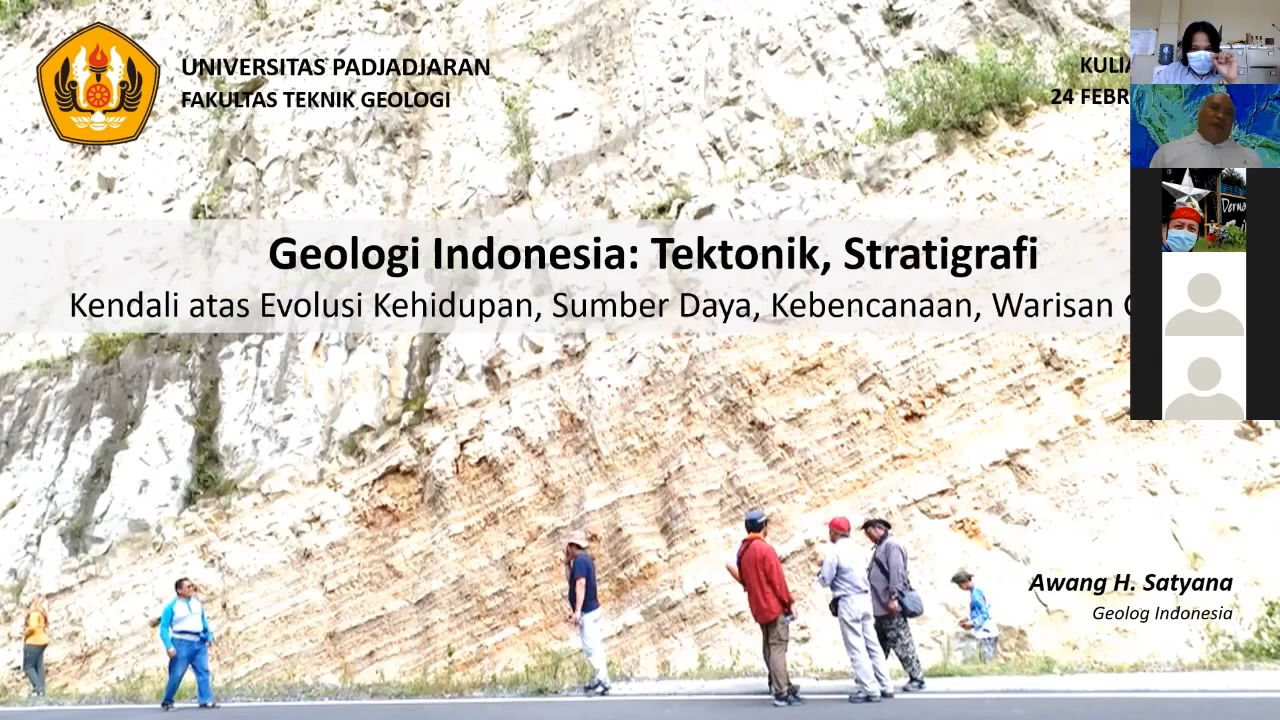 UNIVERSITAS PADJADJARAN
FAKULTAS TEKNIK GEOLOGI
24
Geologi Indonesia: Tektonik, Stratigrafi
Kendali atas Evolusi Kehidupan, Sumber Daya, Kebencanaan, Warisan
Awang H. Satyana
Geolog Indonesia